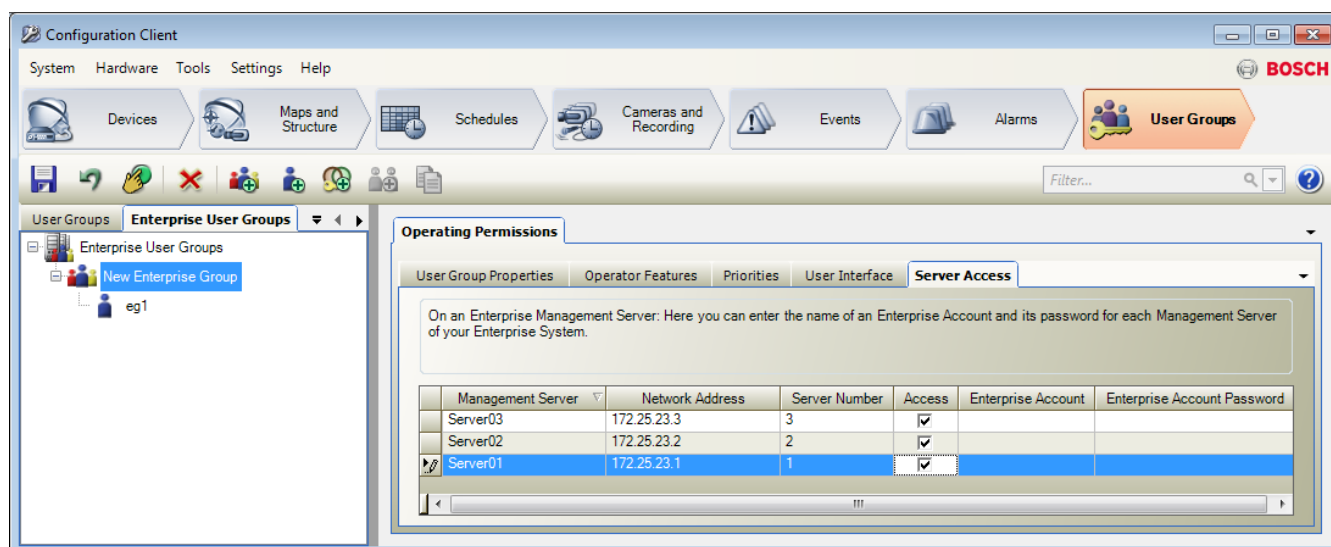 Configuration Client
System Hardware Tools Settings Help
BOSCH
Devices
Maps and
Structure
Schedules
Cameras and
Recording
Events
Alarms
User Groups
Filter...
User Groups Enterprise User Groups
Enterprise User Groups
New Enterprise Group
eg1
Operating Permissions
User Group Properties Operator Features Priorities User Interface Server Access
On an Enterprise Management Server: Here you can enter the name of an Enterprise Account and its password for each Management Server
of your Enterprise System.
Management Server Network Address Server Number Access Enterprise Account Enterprise Account Password
Server03 172.25.23.3 3
Server02 172.25.23.2 2
Server01 172.25.23.1 1